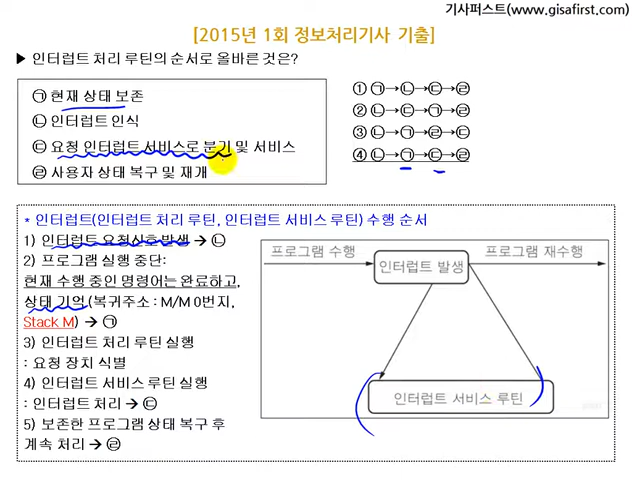 기사퍼스트(www.gisafirst.com)
[2015년 1회 정보처리기사 기출]
▶ 인터럽트 처리 루틴의 순서로 올바른 것은?
㉠ 현재 상태 보존
㉡ 인터럽트 인식
㉢ 요청 인터럽트 서비스로 분기 및 서비스
㉣ 사용자 상태 복구 및 재개
① ㉠→㉡→㉢→㉣
② ㉡→㉢→㉠→㉣
③ ㉡→㉠→㉣→㉢
④ ㉡→㉠→㉢→㉣
* 인터럽트(인터럽트 처리 루틴, 인터럽트 서비스 루틴) 수행 순서
1) 인터럽트 요청신호 발생 → ㉡
2) 프로그램 실행 중단:
현재 수행 중인 명령어는 완료하고,
상태 기억(복귀주소 : M/M 0번지,
Stack M) → ㉠
3) 인터럽트 처리 루틴 실행
: 요청 장치 식별
4) 인터럽트 서비스 루틴 실행
: 인터럽트 처리 → ㉢
5) 보존한 프로그램 상태 복구 후
계속 처리 → ㉣
프로그램 수행
인터럽트 발생
프로그램 재수행
인터럽트 서비스 루틴